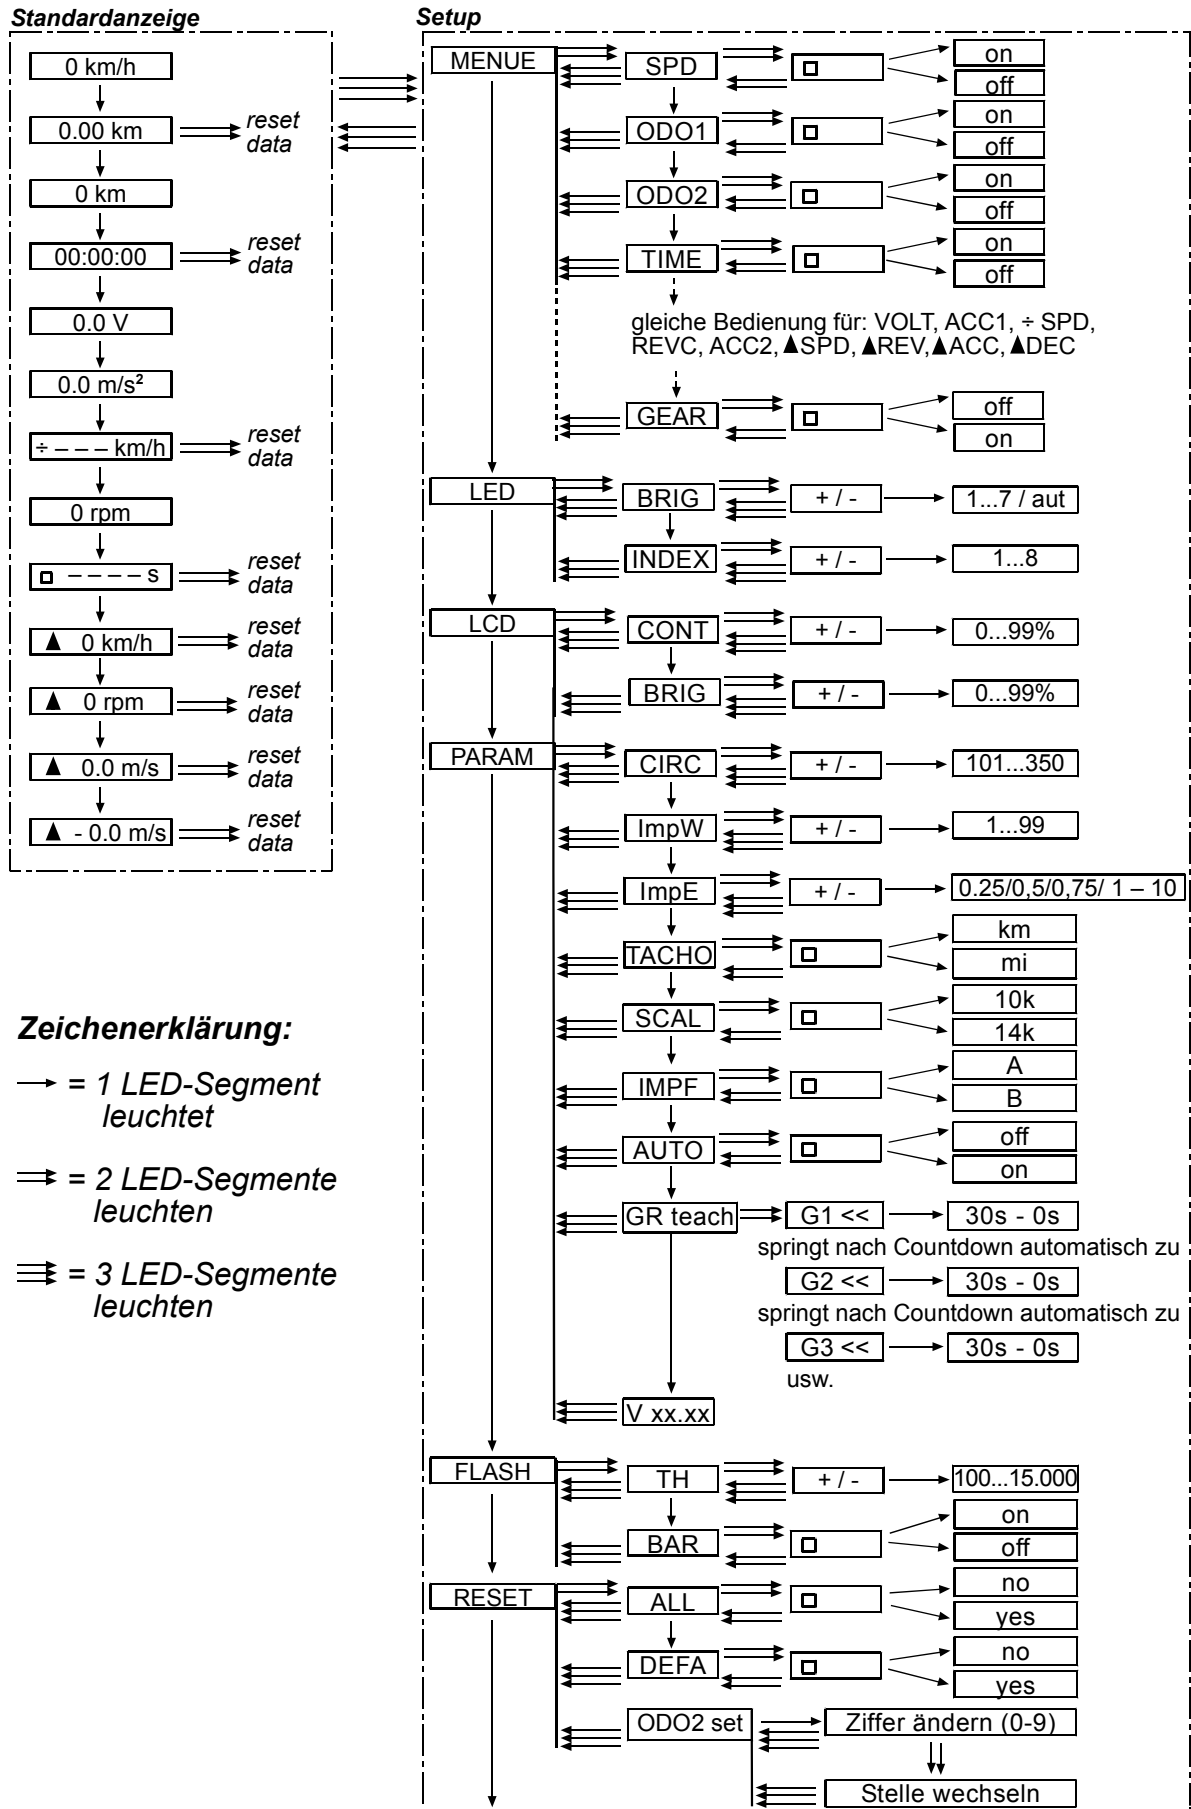 Standardanzeige
0 km/h
0.00 km
reset
data
0 km
00:00:00
reset
data
0.0 V
0.0 m/s²
÷ – – – km/h
reset
data
0 rpm
– – – – s
reset
data
▲ 0 km/h
reset
data
▲ 0 rpm
reset
data
▲ 0.0 m/s
reset
data
▲ - 0.0 m/s
reset
data
Zeichenerklärung:
= 1 LED-Segment
leuchtet
= 2 LED-Segmente
leuchten
= 3 LED-Segmente
leuchten
Setup
MENUE
SPD
on
off
ODO1
on
off
ODO2
on
off
TIME
on
off
gleiche Bedienung für: VOLT, ACC1, ÷ SPD,
REVC, ACC2, ▲SPD, ▲REV,▲ACC, ▲DEC
GEAR
off
on
LED
BRIG
+ / -
1...7 / aut
INDEX
+ / -
1...8
LCD
CONT
+ / -
0...99%
BRIG
+ / -
0...99%
PARAM
CIRC
+ / -
101...350
ImpW
+ / -
1...99
ImpE
+ / -
0.25/0,5/0,75/ 1 – 10
TACHO
km
mi
SCAL
10k
14k
IMPF
A
B
AUTO
off
on
GR teach
G1 <<
30s - 0s
springt nach Countdown automatisch zu
G2 <<
30s - 0s
springt nach Countdown automatisch zu
G3 <<
30s - 0s
usw.
V xx.xx
FLASH
TH
+ / -
100...15.000
BAR
on
off
RESET
ALL
no
yes
DEFA
no
yes
ODO2 set
Ziffer ändern (0-9)
Stelle wechseln